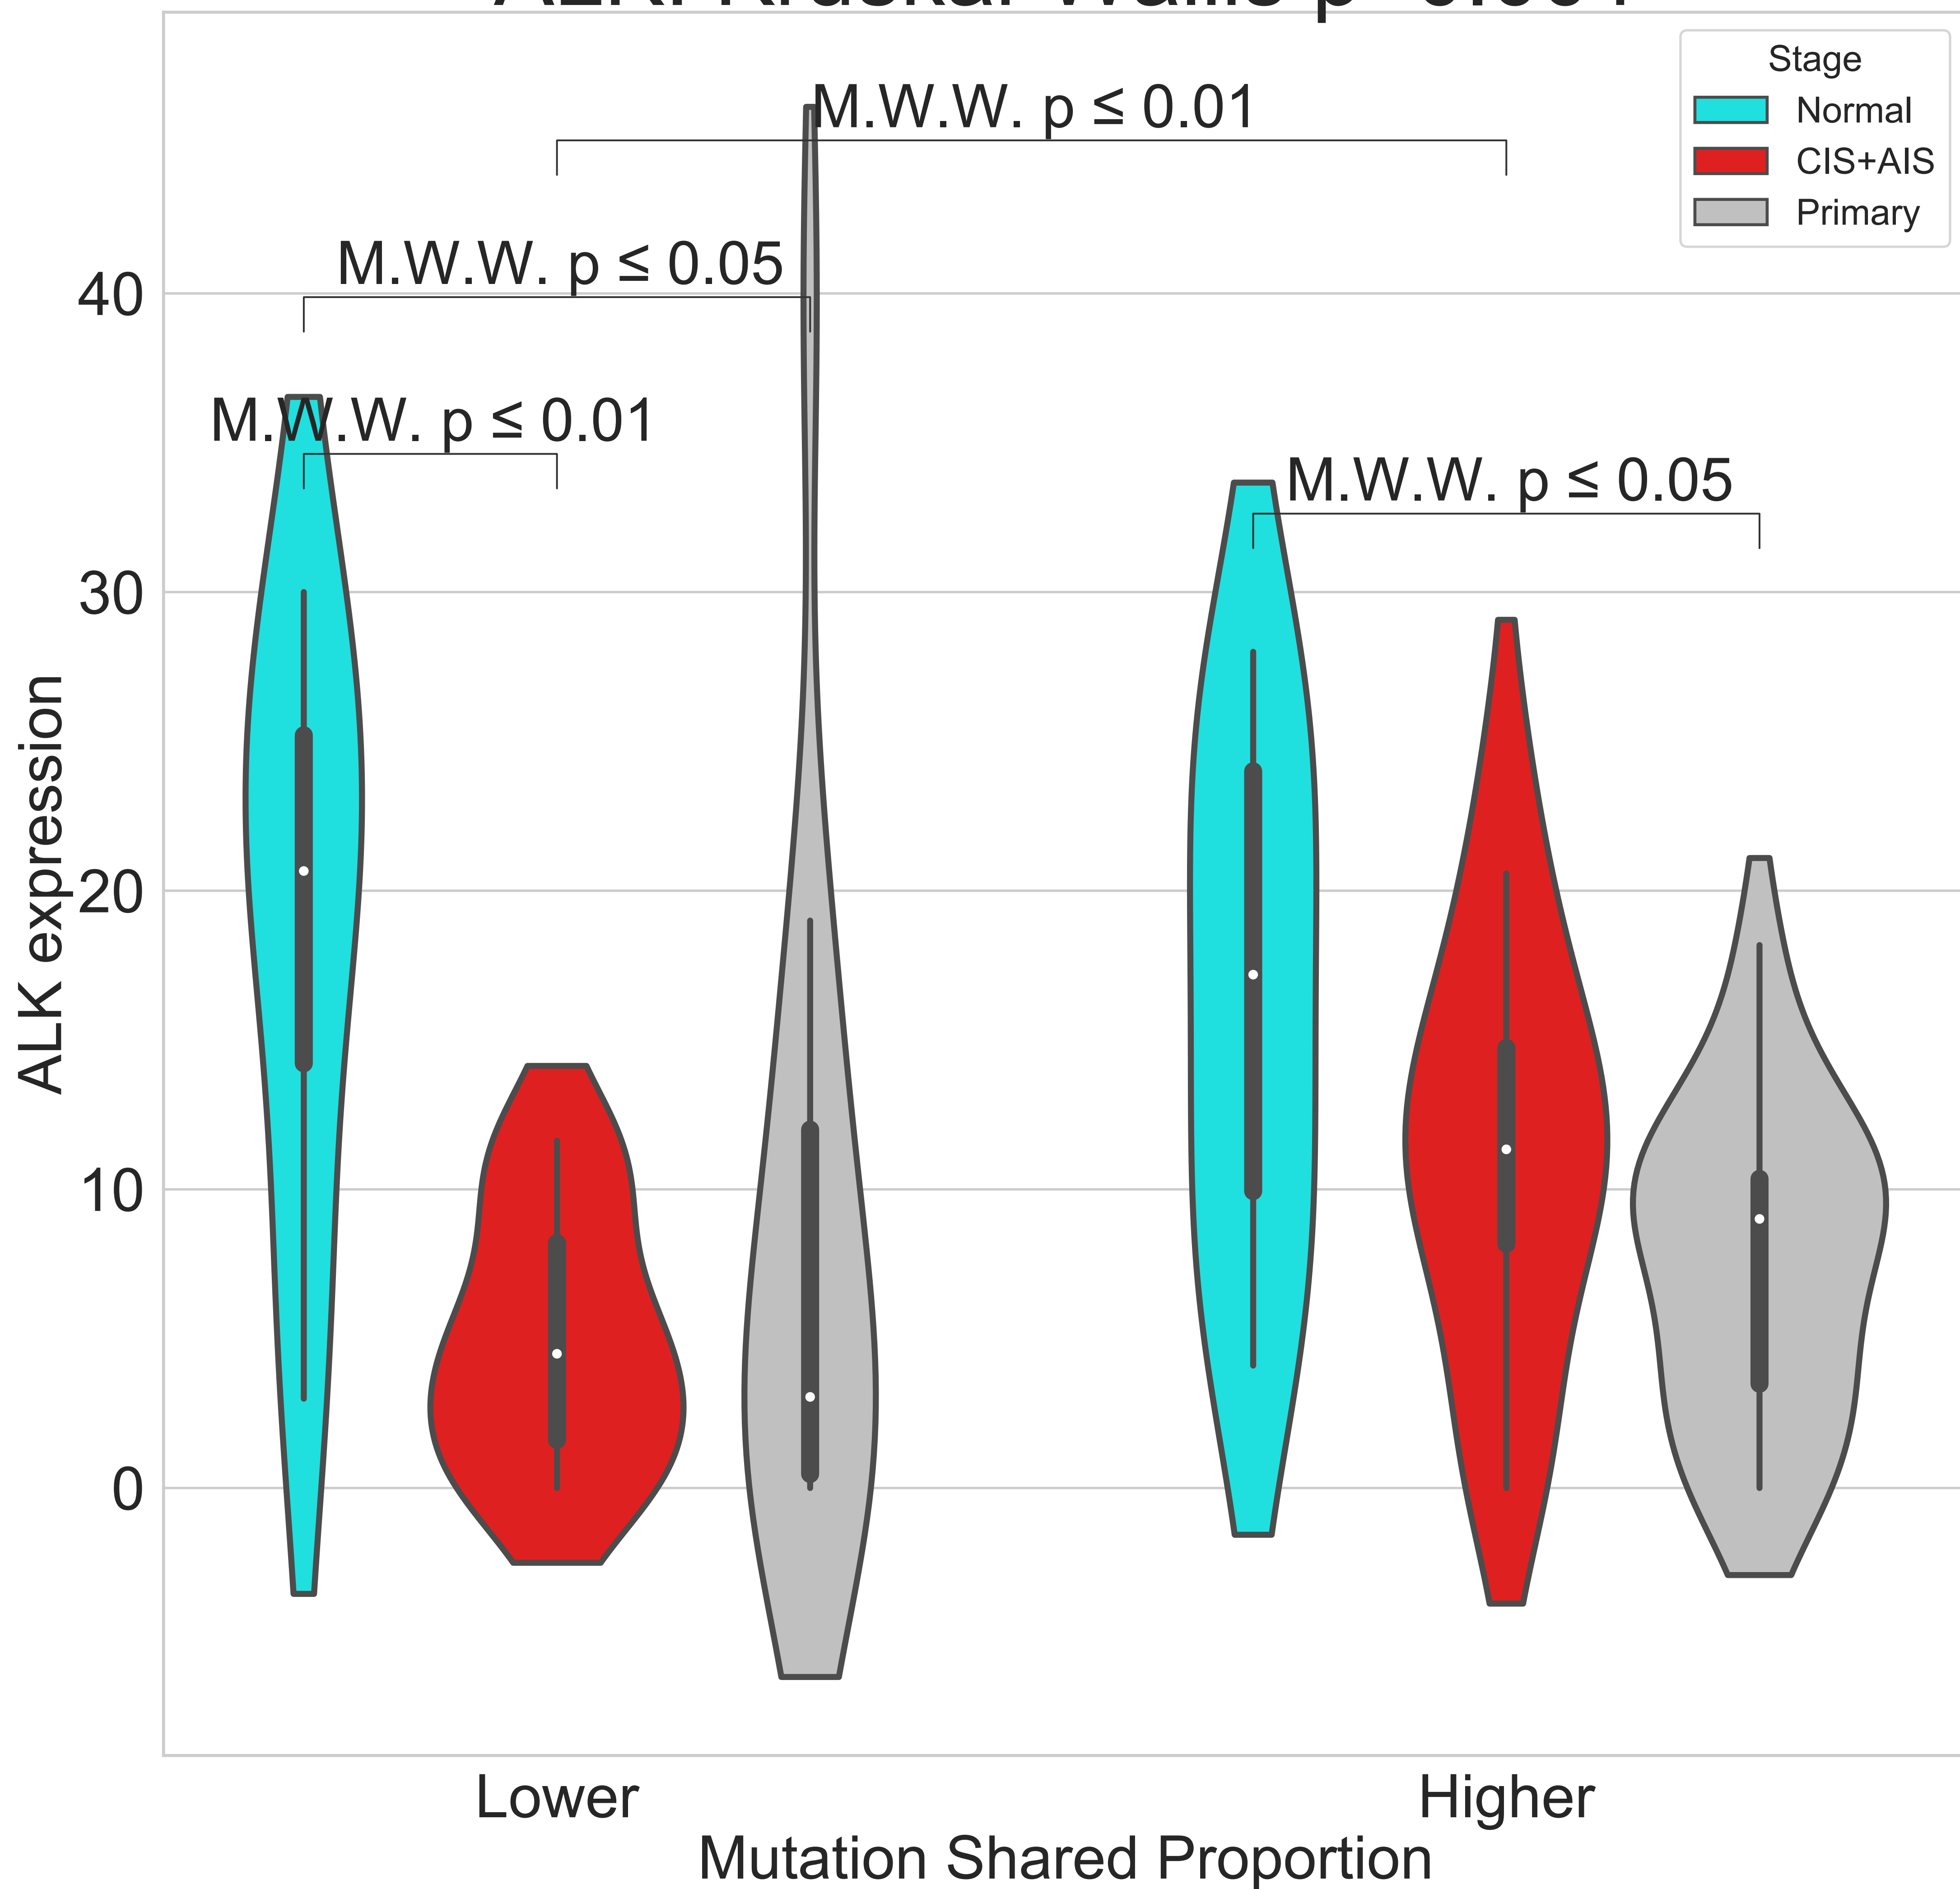 Stage
Normal
CIS+AIS
Primary
M.W.W. p ≤ 0.01
M.W.W. p ≤ 0.05
M.W.W. p ≤ 0.01
M.W.W. p ≤ 0.05
40
30
20
10
0
ALK expression
Lower
Higher
Mutation Shared Proportion